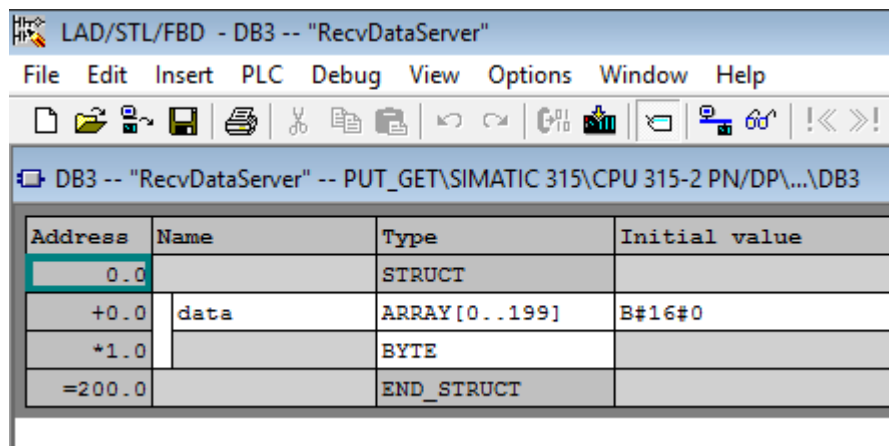 LAD/STL/FBD - DB3 -- "RecvDataServer"
File Edit Insert PLC Debug View Options Window Help
DB3 -- "RecvDataServer" -- PUT_GET\SIMATIC 315\CPU 315-2 PN/DP\...\DB3
Address Name Type Initial value
0.0 STRUCT
+0.0 data ARRAY[0..199] B#16#0
*1.0 BYTE
=200.0 END_STRUCT